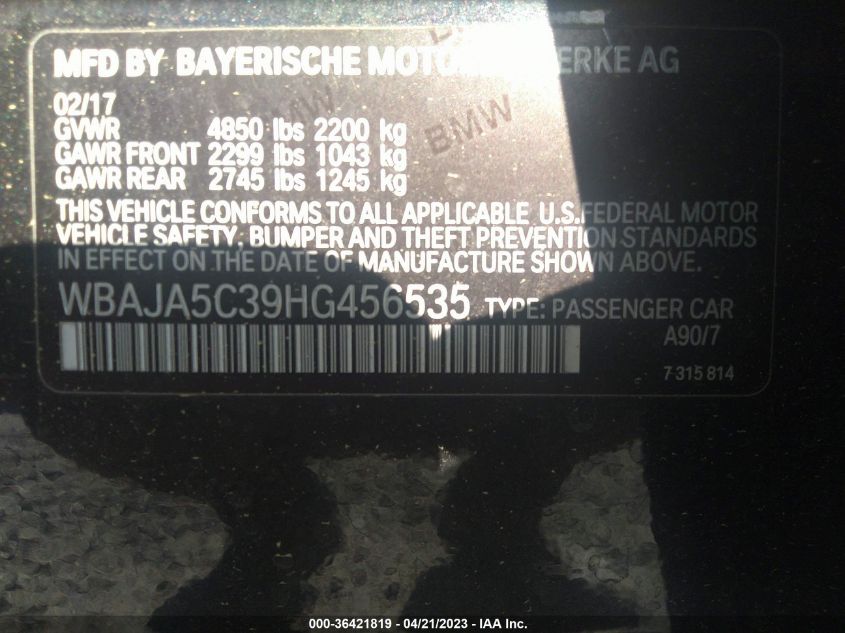 MFD BY BAYERISCHE MOTO ERKE AG
02/17
GVWR 4850 lbs 2200 kg
GAWR FRONT 2299 lbs 1043 kg
GAWR REAR 2745 lbs 1245 kg
BMW
BMW
THIS VEHICLE CONFORMS TO ALL APPLICABLE U.S. FEDERAL MOTOR
VEHICLE SAFETY, BUMPER AND THEFT PREVENTION STANDARDS
IN EFFECT ON THE DATE OF MANUFACTURE SHOWN ABOVE.
WBAJA5C39HG456535 TYPE: PASSENGER CAR
A90/7
7 315 814
000-36421819 - 04/21/2023 - IAA Inc.